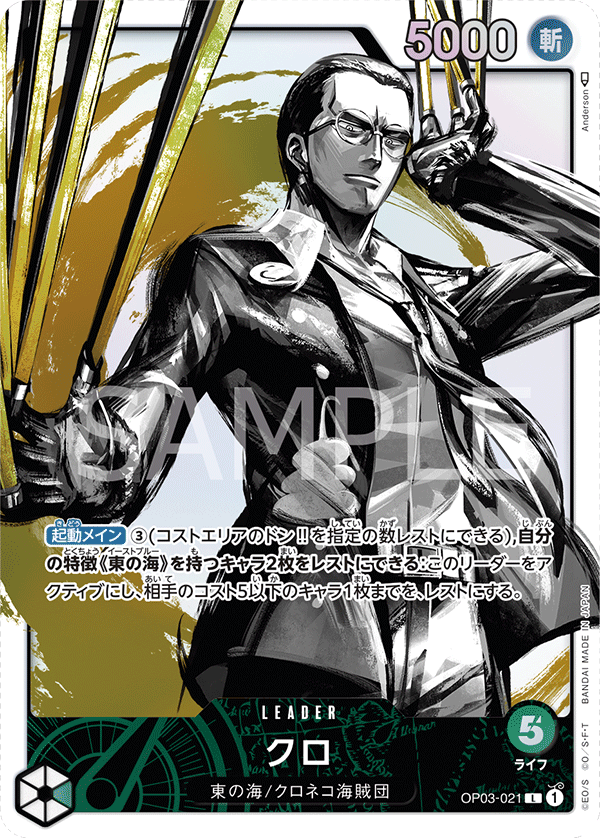 5000 斬
Anderson
SAMPLE
起動メイン ③(コストエリアのドン‼を指定の数レストにできる),自分
の特徴《東の海》を持つキャラ2枚をレストにできる:このリーダーをア
クティブにし、相手のコスト5以下のキャラ1枚までを、レストにする。
©E.O/S ©O/S・F・T BANDAI MADE IN JAPAN
LEADER
クロ
5
ライフ
東の海/クロネコ海賊団
OP03-021 L 1